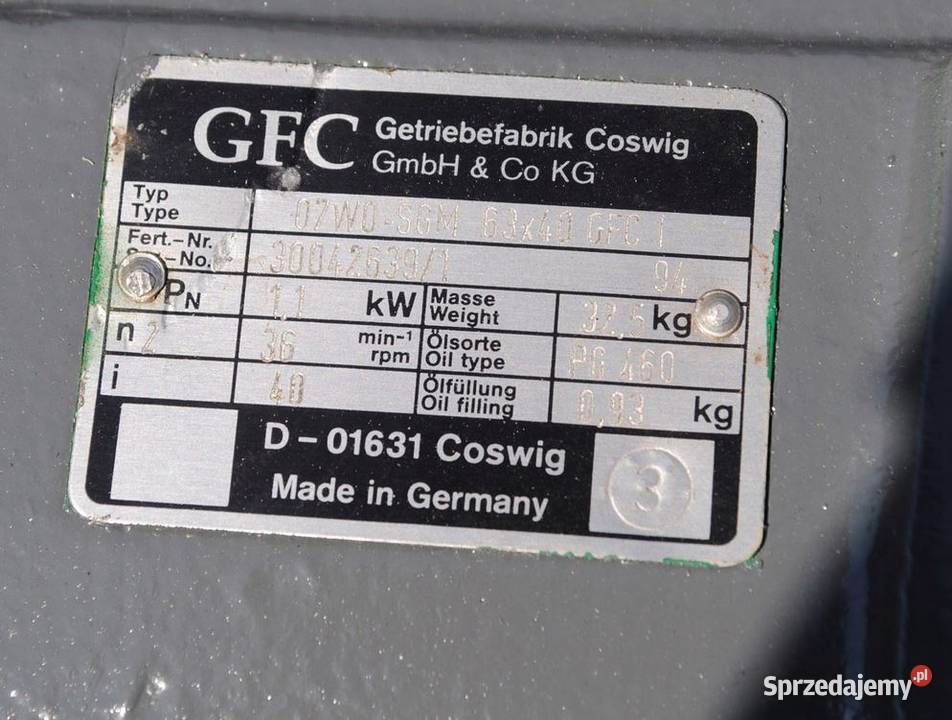 GFC Getriebefabrik Coswig
GmbH & Co KG
Typ
Type
02WO-SGM 63x40 GFC 1
Fert.-Nr.
-No.
30042639/1 94
PN 1,1 kW
Masse
Weight
32,5 kg
n2 36 min-1
rpm
Ölsorte
Oil type
PG 460
i 40
Ölfüllung
Oil filling
0,93 kg
D – 01631 Coswig
Made in Germany
3
Sprzedajemy.pl